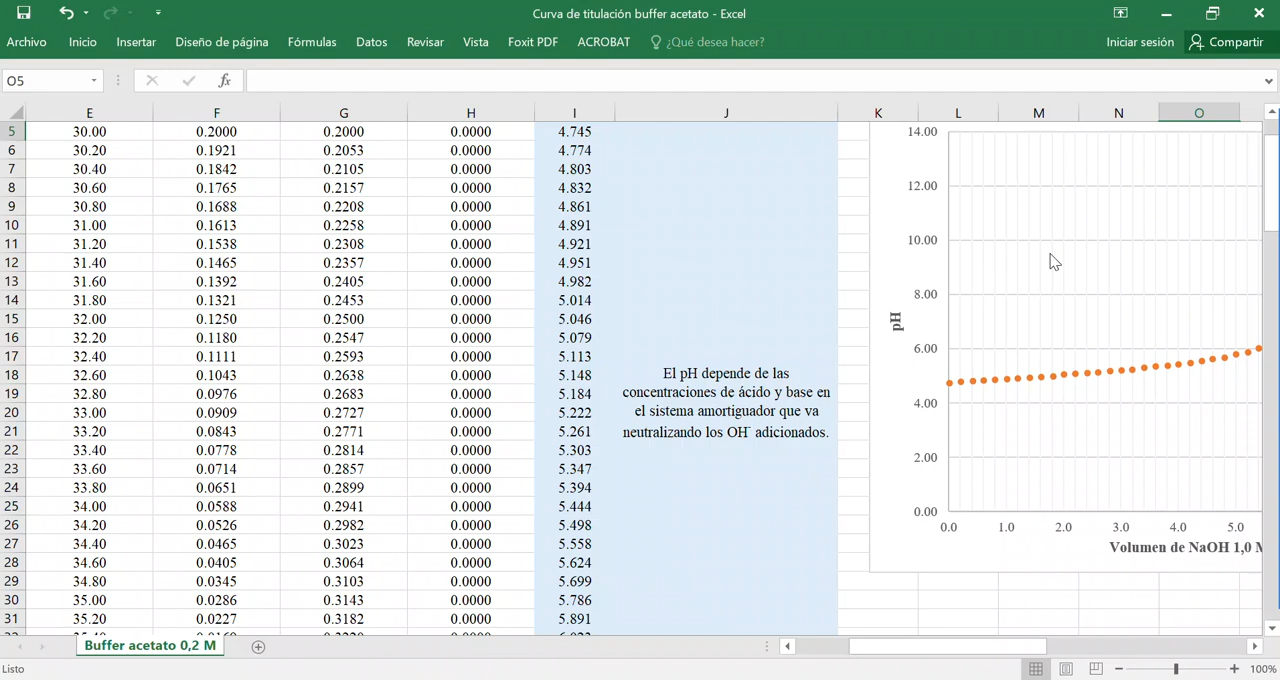 Curva de titulación buffer acetato - Excel
Archivo Inicio Insertar Diseño de página Fórmulas Datos Revisar Vista Foxit PDF ACROBAT ¿Qué desea hacer? Iniciar sesión Compartir
O5 fx
E F G H I J K L M N O
5 30.00 0.2000 0.2000 0.0000 4.745
6 30.20 0.1921 0.2053 0.0000 4.774
7 30.40 0.1842 0.2105 0.0000 4.803
8 30.60 0.1765 0.2157 0.0000 4.832
9 30.80 0.1688 0.2208 0.0000 4.861
10 31.00 0.1613 0.2258 0.0000 4.891
11 31.20 0.1538 0.2308 0.0000 4.921
12 31.40 0.1465 0.2357 0.0000 4.951
13 31.60 0.1392 0.2405 0.0000 4.982
14 31.80 0.1321 0.2453 0.0000 5.014
15 32.00 0.1250 0.2500 0.0000 5.046
16 32.20 0.1180 0.2547 0.0000 5.079
17 32.40 0.1111 0.2593 0.0000 5.113
18 32.60 0.1043 0.2638 0.0000 5.148
19 32.80 0.0976 0.2683 0.0000 5.184
20 33.00 0.0909 0.2727 0.0000 5.222
21 33.20 0.0843 0.2771 0.0000 5.261
22 33.40 0.0778 0.2814 0.0000 5.303
23 33.60 0.0714 0.2857 0.0000 5.347
24 33.80 0.0651 0.2899 0.0000 5.394
25 34.00 0.0588 0.2941 0.0000 5.444
26 34.20 0.0526 0.2982 0.0000 5.498
27 34.40 0.0465 0.3023 0.0000 5.558
28 34.60 0.0405 0.3064 0.0000 5.624
29 34.80 0.0345 0.3103 0.0000 5.699
30 35.00 0.0286 0.3143 0.0000 5.786
31 35.20 0.0227 0.3182 0.0000 5.891
El pH depende de las
concentraciones de ácido y base en
el sistema amortiguador que va
neutralizando los OH⁻ adicionados.
14.00
12.00
10.00
8.00
6.00
4.00
2.00
0.00
pH
0.0 1.0 2.0 3.0 4.0 5.0
Volumen de NaOH 1,0
Buffer acetato 0,2 M
Listo
100%